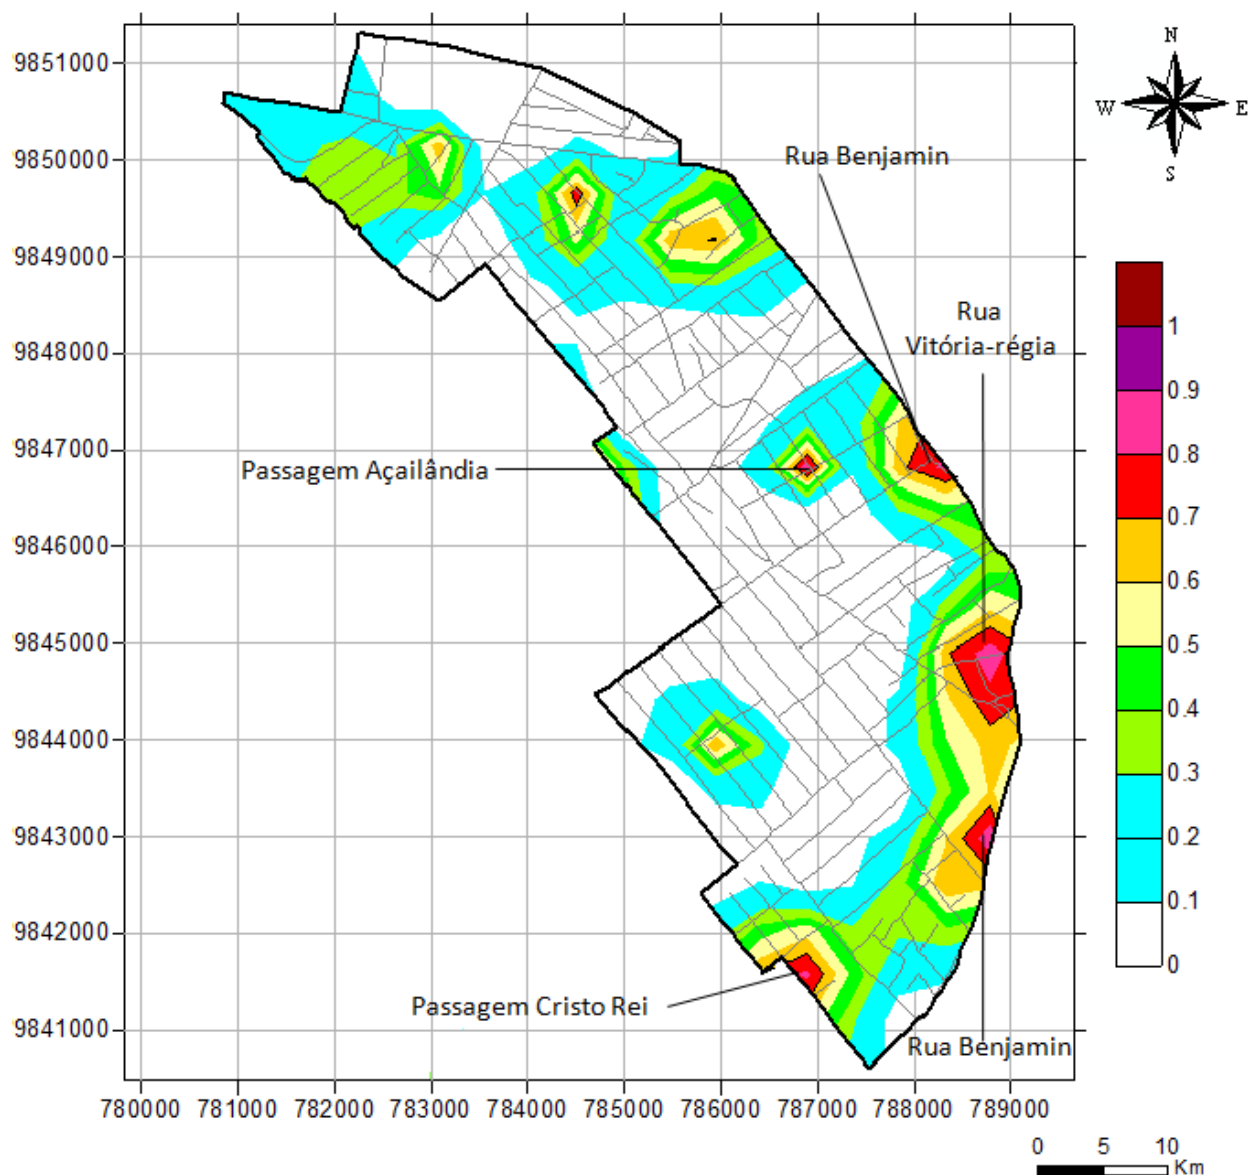 N
W E
S
9851000
9850000
9849000
9848000
9847000
9846000
9845000
9844000
9843000
9842000
9841000
Rua Benjamin
Rua
Vitória-régia
Passagem Açailândia
Passagem Cristo Rei
Rua Benjamin
1
0.9
0.8
0.7
0.6
0.5
0.4
0.3
0.2
0.1
0
780000 781000 782000 783000 784000 785000 786000 787000 788000 789000
0 5 10
Km